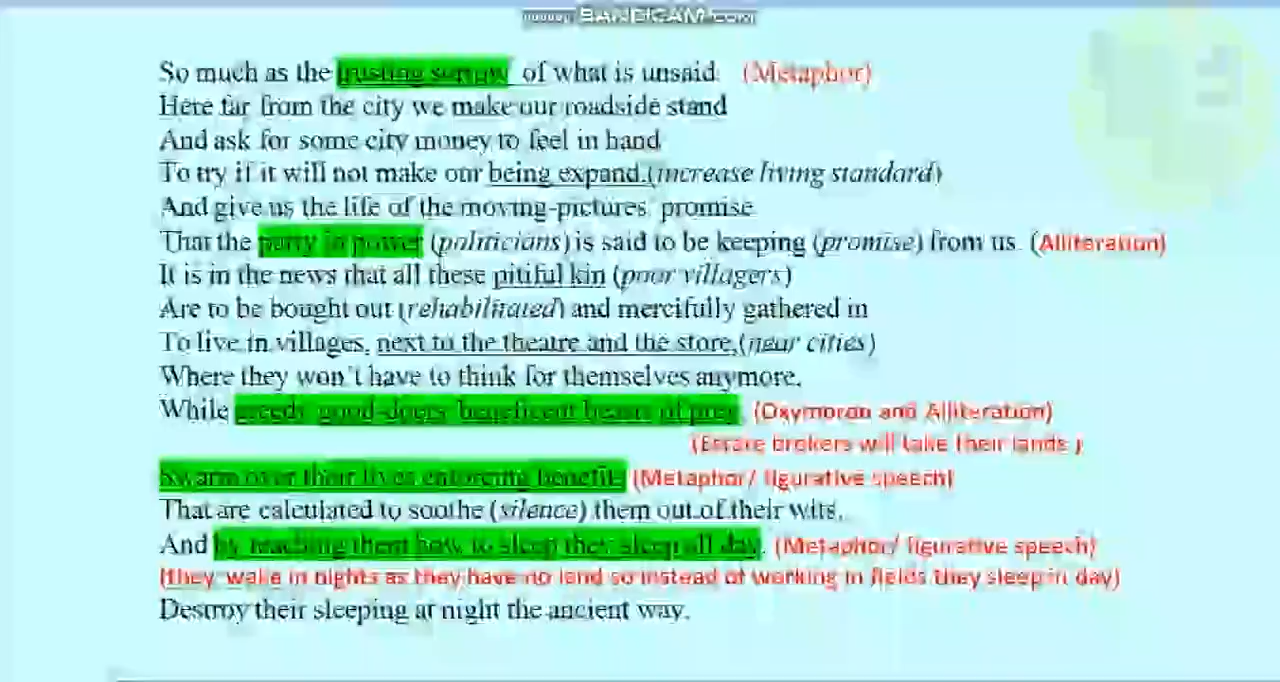 BANDICAM.COM
So much as the trusting sorrow of what is unsaid. (Metaphor)
Here far from the city we make our roadside stand
And ask for some city money to feel in hand
To try if it will not make our being expand,(increase living standard)
And give us the life of the moving-pictures' promise
That the party in power (politicians) is said to be keeping (promise) from us. (Alliteration)
It is in the news that all these pitiful kin (poor villagers)
Are to be bought out (rehabilitated) and mercifully gathered in
To live in villages, next to the theatre and the store,(near cities)
Where they won't have to think for themselves anymore,
While greedy good-doers, beneficent beasts of prey, (Oxymoron and Alliteration)
(Estate brokers will take their lands )
Swarm over their lives enforcing benefits (Metaphor/ figurative speech)
That are calculated to soothe (silence) them out of their wits,
And by teaching them how to sleep they sleep all day, (Metaphor/ figurative speech)
(they wake in nights as they have no land so instead of working in fields they sleep in day)
Destroy their sleeping at night the ancient way.